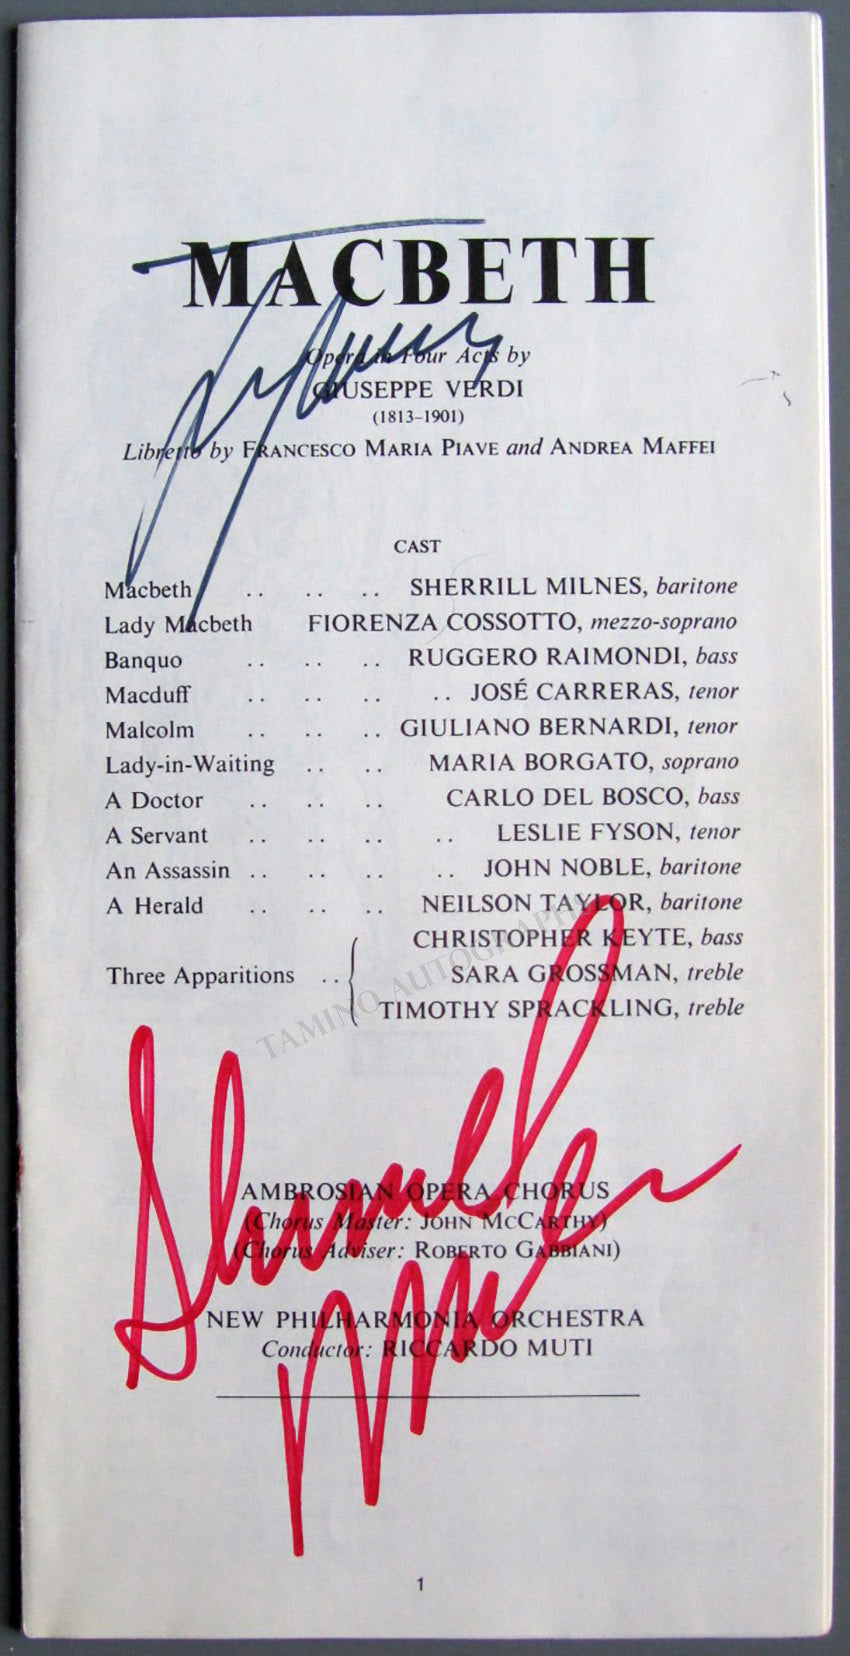 MACBETH
Opera in Four Acts by
GIUSEPPE VERDI
(1813–1901)
Libretto by FRANCESCO MARIA PIAVE and ANDREA MAFFEI
CAST
Macbeth .. .. .. SHERRILL MILNES, baritone
Lady Macbeth FIORENZA COSSOTTO, mezzo-soprano
Banquo .. .. .. RUGGERO RAIMONDI, bass
Macduff .. .. .. .. JOSÉ CARRERAS, tenor
Malcolm .. .. .. GIULIANO BERNARDI, tenor
Lady-in-Waiting .. .. MARIA BORGATO, soprano
A Doctor .. .. .. CARLO DEL BOSCO, bass
A Servant .. .. .. .. LESLIE FYSON, tenor
An Assassin .. .. .. .. JOHN NOBLE, baritone
A Herald .. .. .. NEILSON TAYLOR, baritone
CHRISTOPHER KEYTE, bass
Three Apparitions .. SARA GROSSMAN, treble
TIMOTHY SPRACKLING, treble
TAMINO AUTOGRAPHS
Sherrill
Milnes
AMBROSIAN OPERA CHORUS
(Chorus Master: JOHN McCARTHY)
(Chorus Adviser: ROBERTO GABBIANI)
NEW PHILHARMONIA ORCHESTRA
Conductor: RICCARDO MUTI
1